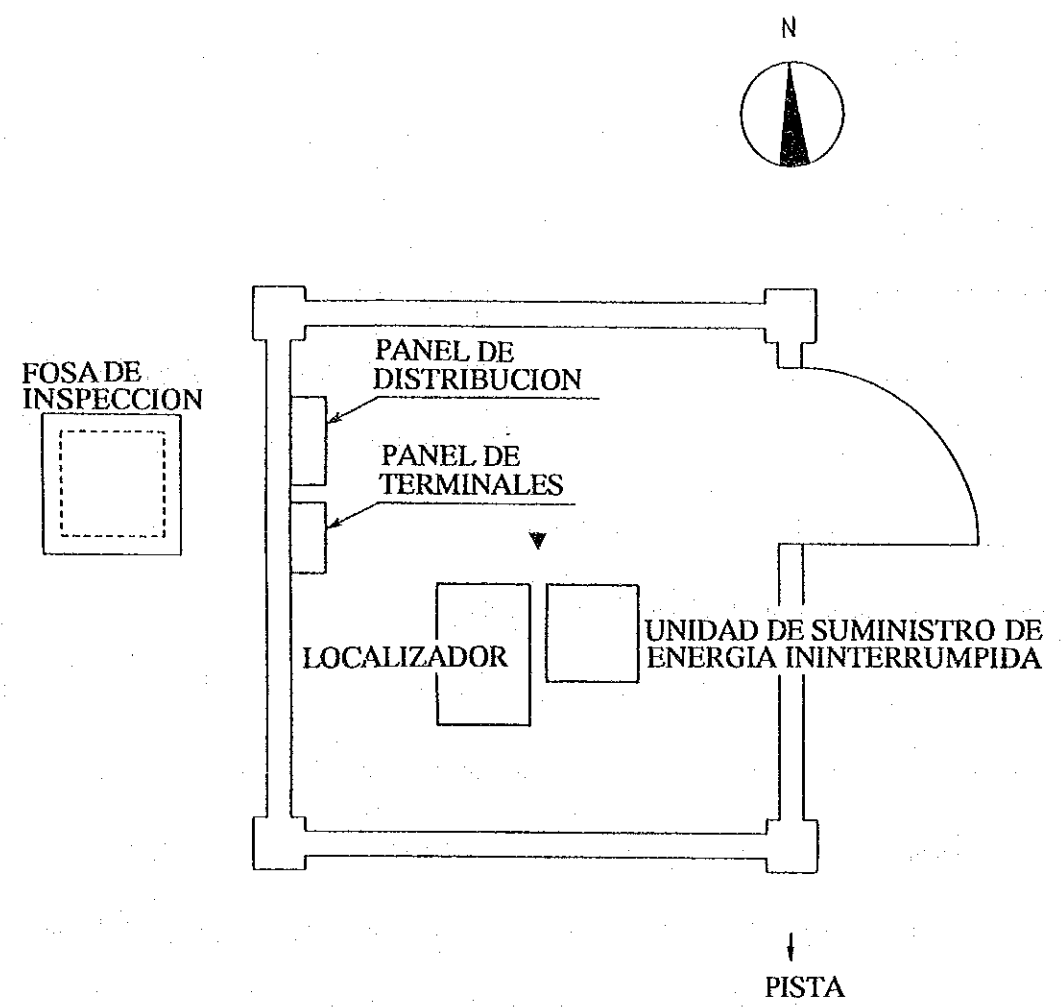 N
PANEL DE
DISTRIBUCION
FOSA DE
INSPECCION
PANEL DE
TERMINALES
UNIDAD DE SUMINISTRO DE
ENERGIA ININTERRUMPIDA
LOCALIZADOR
PISTA